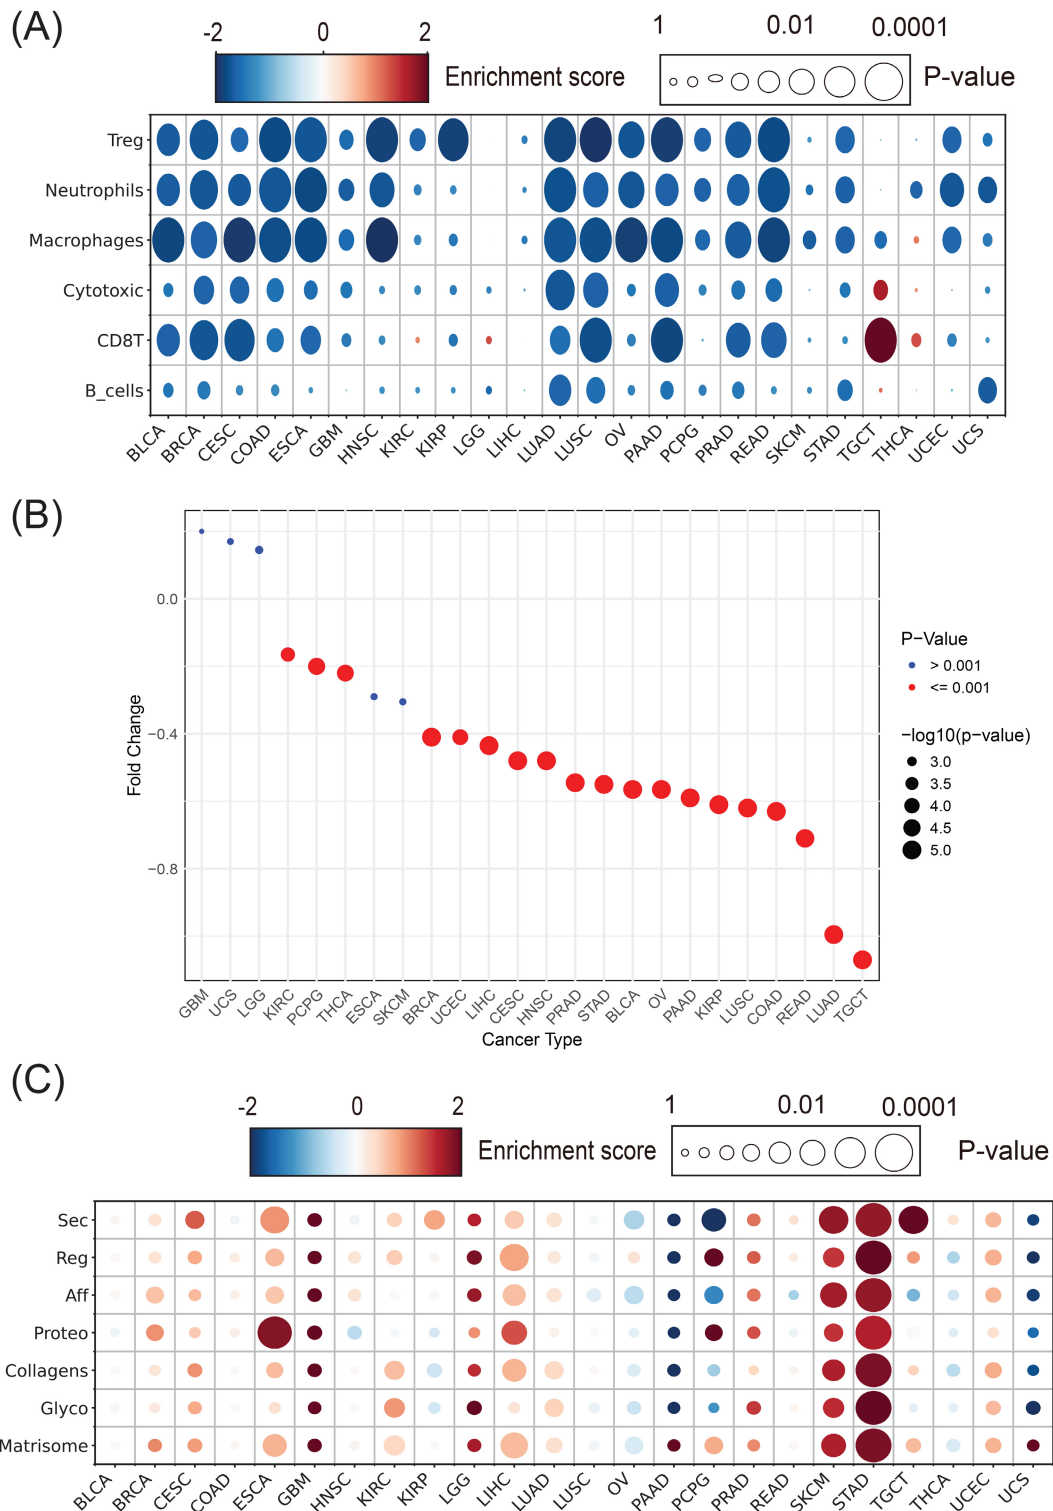 (A)
-2 0 2 Enrichment score
1 0.01 0.0001 P-value
Treg
Neutrophils
Macrophages
Cytotoxic
CD8T
B_cells
BLCA BRCA CESC COAD ESCA GBM HNSC KIRC KIRP LGG LIHC LUAD LUSC OV PAAD PCPG PRAD READ SKCM STAD TGCT THCA UCEC UCS
(B)
Fold Change
0.0
−0.4
−0.8
GBM UCS LGG KIRC PCPG THCA ESCA SKCM BRCA UCEC LIHC CESC HNSC PRAD STAD BLCA OV PAAD KIRP LUSC COAD READ LUAD TGCT
Cancer Type
P−Value
> 0.001
<= 0.001
−log10(p−value)
3.0
3.5
4.0
4.5
5.0
(C)
-2 0 2 Enrichment score
1 0.01 0.0001 P-value
Sec
Reg
Aff
Proteo
Collagens
Glyco
Matrisome
BLCA BRCA CESC COAD ESCA GBM HNSC KIRC KIRP LGG LIHC LUAD LUSC OV PAAD PCPG PRAD READ SKCM STAD TGCT THCA UCEC UCS